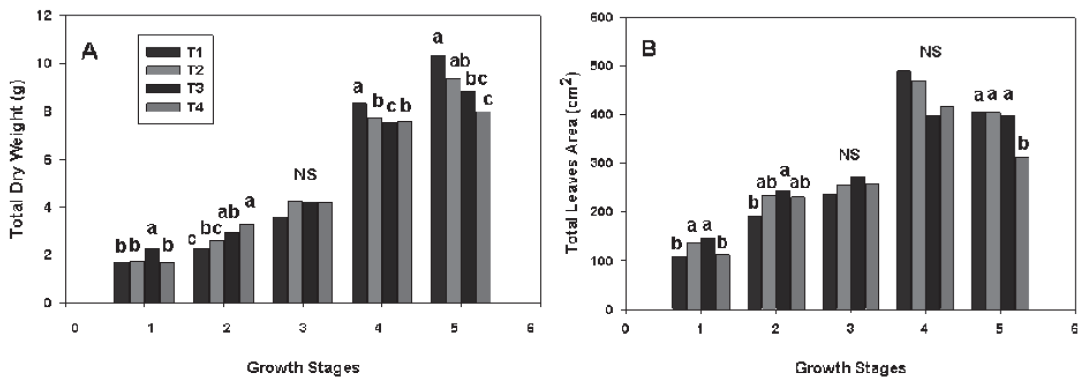 A
T1
T2
T3
T4
Total Dry Weight (g)
12
10
8
6
4
2
0
b b a b
c bc ab a
NS
a b c b
a ab bc c
0 1 2 3 4 5 6
Growth Stages
B
Total Leaves Area (cm²)
600
500
400
300
200
100
0
b a a b
b ab a ab
NS
NS
a a a b
0 1 2 3 4 5 6
Growth Stages